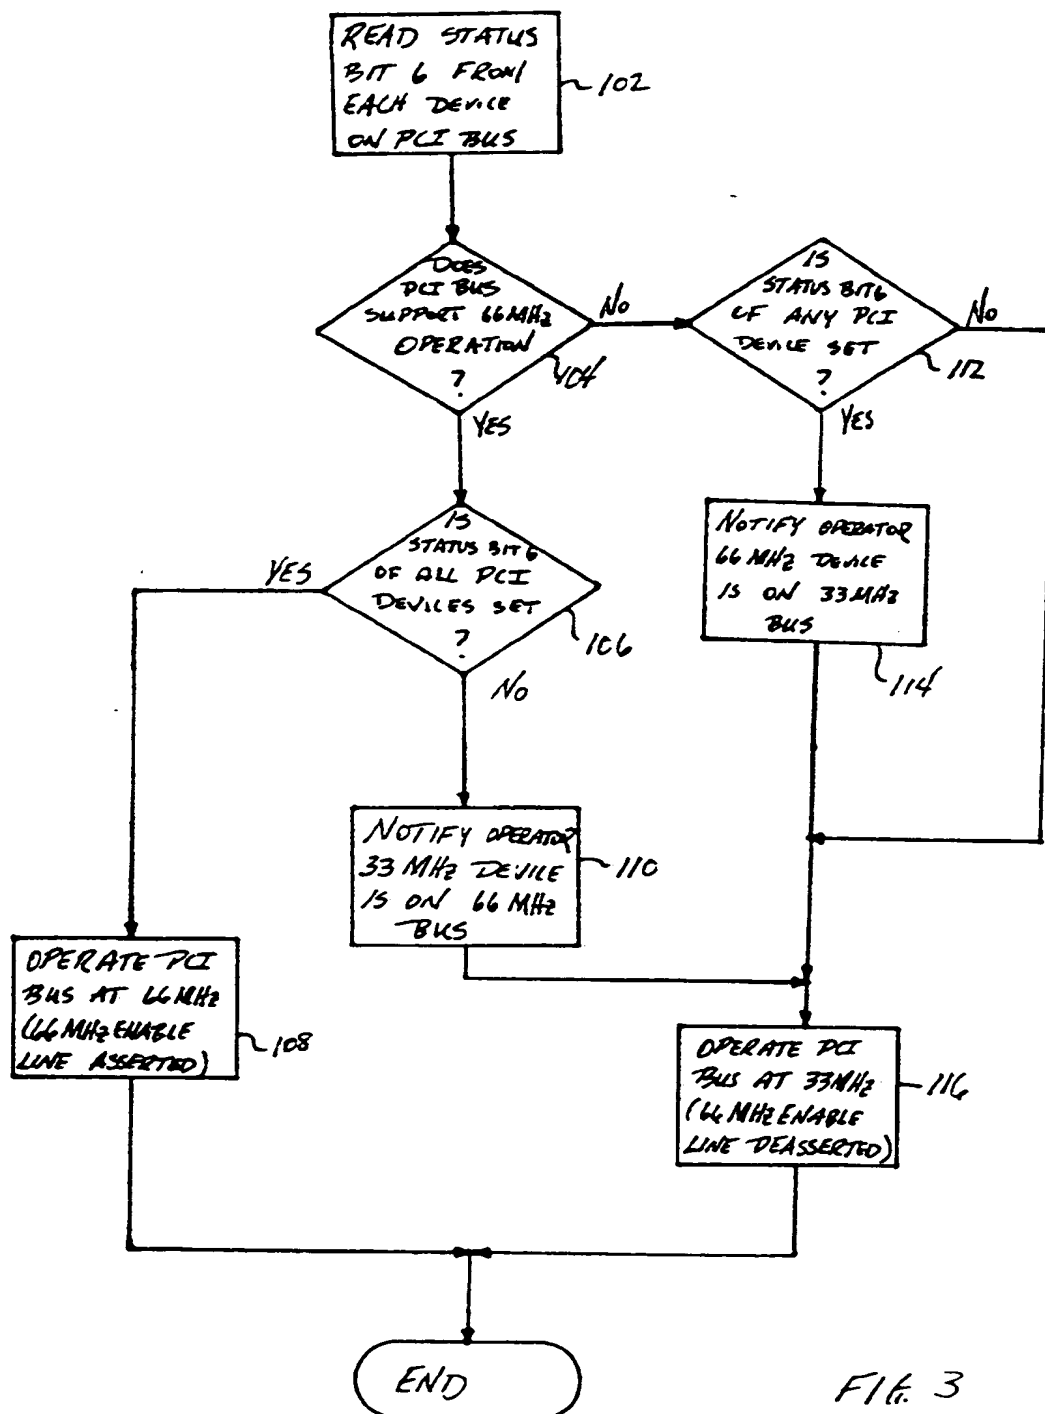 READ STATUS
BIT 6 FROM
EACH DEVICE
ON PCI BUS
102
DOES
PCI BUS
SUPPORT 66MHz
OPERATION
?
104
NO
YES
IS
STATUS BIT 6
OF ANY PCI
DEVICE SET
?
112
NO
YES
IS
STATUS BIT 6
OF ALL PCI
DEVICES SET
?
106
YES
NO
NOTIFY OPERATOR
66 MHz DEVICE
IS ON 33MHz
BUS
114
NOTIFY OPERATOR
33 MHz DEVICE
IS ON 66 MHz
BUS
110
OPERATE PCI
BUS AT 66MHz
(66MHz ENABLE
LINE ASSERTED)
108
OPERATE PCI
BUS AT 33MHz
(66MHz ENABLE
LINE DEASSERTED)
116
END
FIG. 3